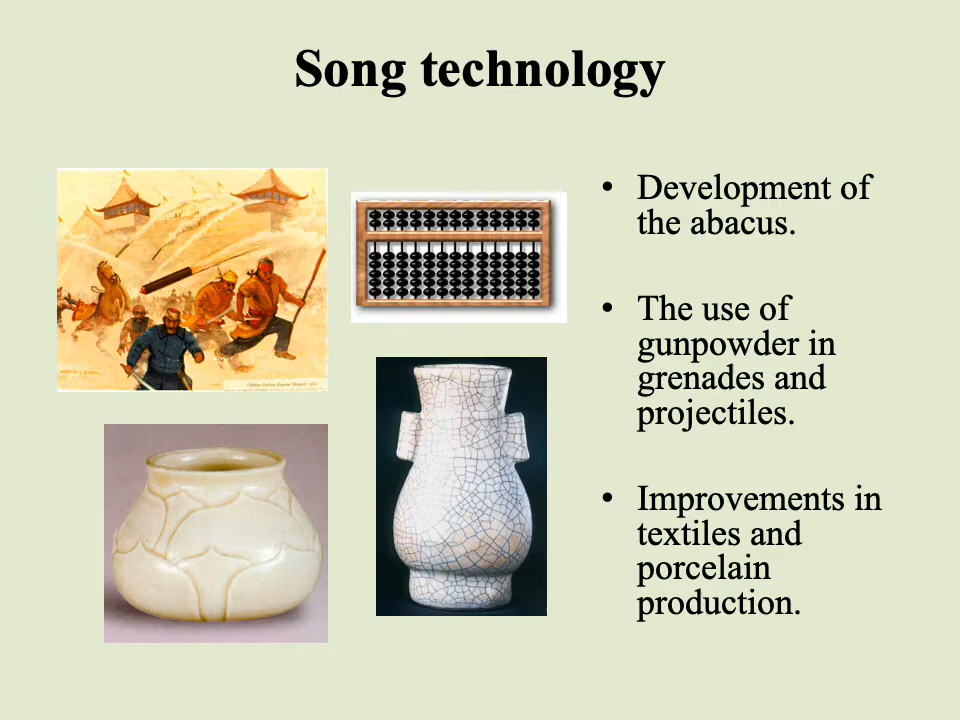 Song technology
• Development of
the abacus.
• The use of
gunpowder in
grenades and
projectiles.
• Improvements in
textiles and
porcelain
production.